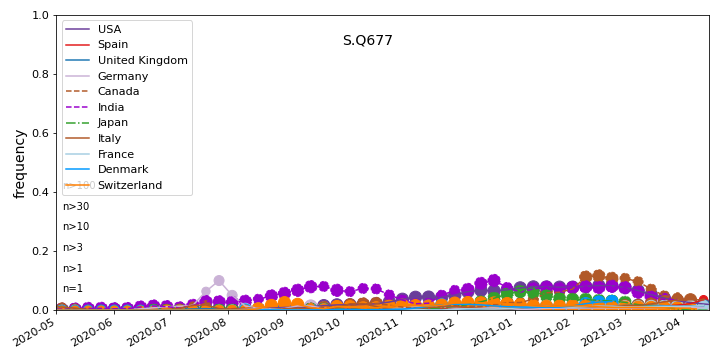 S.Q677
1.0
0.8
0.6
0.4
0.2
0.0
frequency
USA
Spain
United Kingdom
Germany
Canada
India
Japan
Italy
France
Denmark
Switzerland
n>100
n>30
n>10
n>3
n>1
n=1
2020-05
2020-06
2020-07
2020-08
2020-09
2020-10
2020-11
2020-12
2021-01
2021-02
2021-03
2021-04